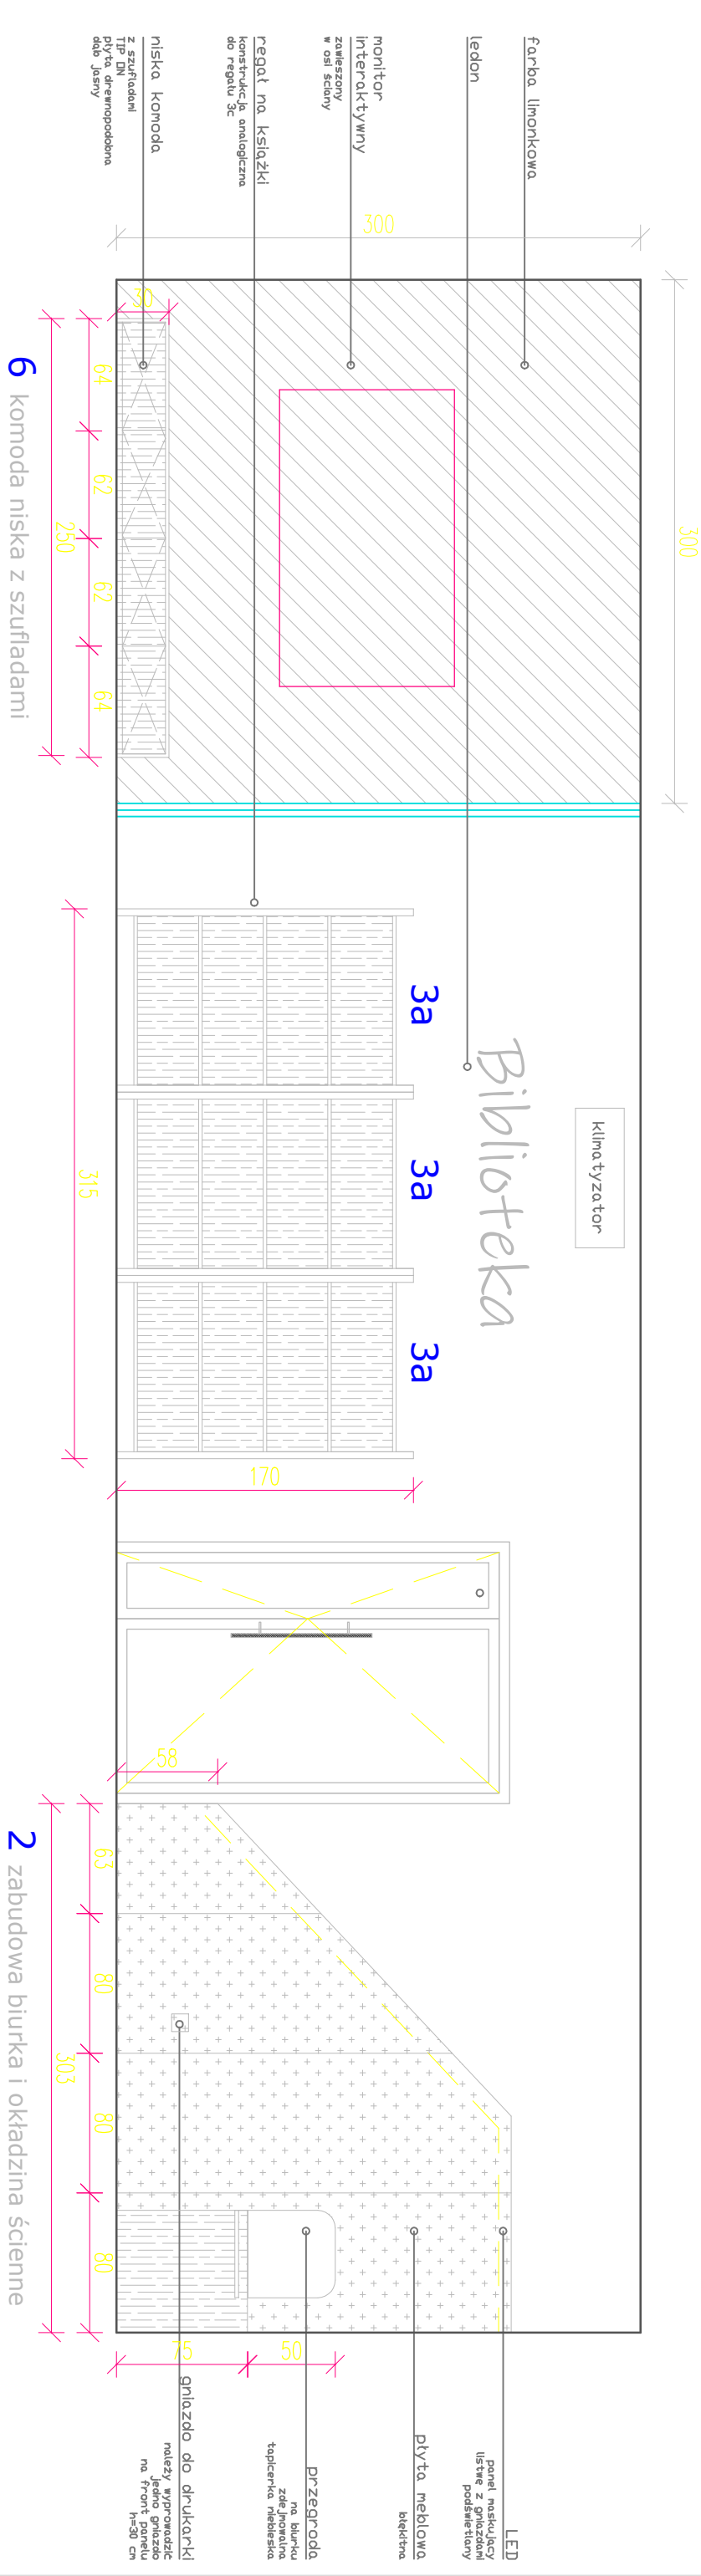 farba limonkowa
ledon
monitor
interaktywny
zawieszony
w osi ściany
regał na książki
konstrukcja analogiczna
do regału 3c
niska komoda
z szufladami
TIP ON
płyta drewnopodobna
dąb jasny
300
300
30
64
62
62
64
250
6 komoda niska z szufladami
klimatyzator
Biblioteka
3a
3a
3a
315
170
58
63
80
80
80
303
75
50
2 zabudowa biurka i okładzina ścienne
LED
panel maskujący
listwę z gniazdami
podświetlany
płyta meblowa
błękitna
przegroda
na biurku
zdejmowalna
tapicerka niebieska
gniazdo do drukarki
należy wyprowadzić
jedno gniazdo
na front panelu
h=30 cm